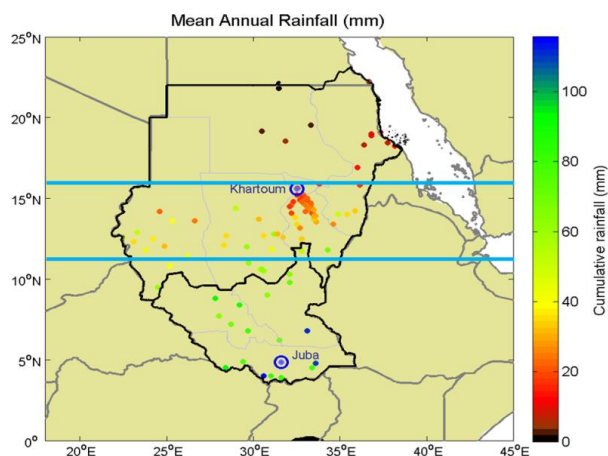 Mean Annual Rainfall (mm)
25°N
20°N
15°N
10°N
5°N
0°
18°E
25°E
30°E
35°E
40°E
45°E
Khartoum
Juba
100
80
60
40
20
0
Cumulative rainfall (mm)